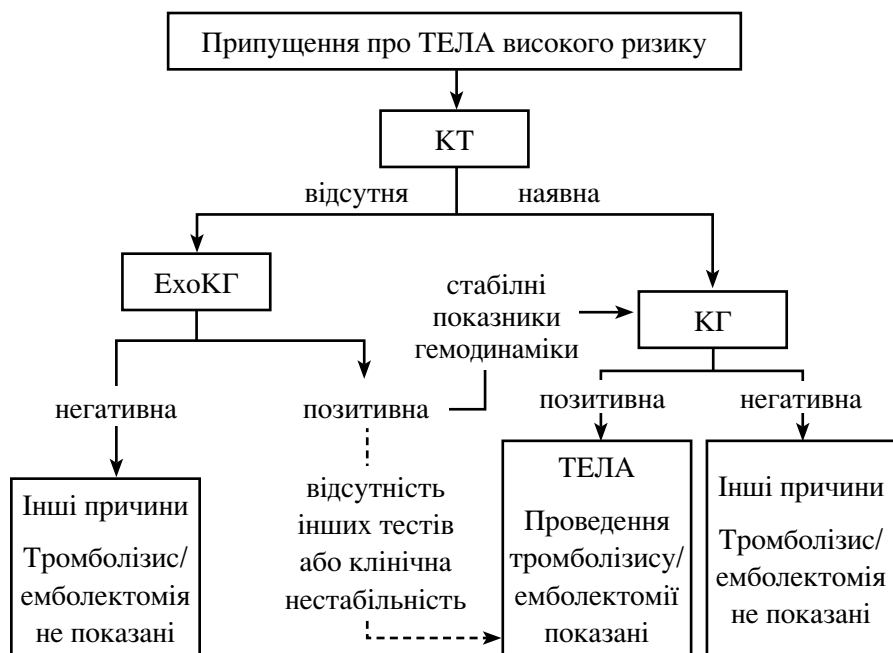 Припущення про ТЕЛА високого ризику
КТ
відсутня
наявна
ЕхоКГ
стабілні
показники
гемодинаміки
КГ
негативна
позитивна
позитивна
негативна
Інші причини
Тромболізис/
емболектомія
не показані
відсутність
інших тестів
або клінічна
нестабільність
ТЕЛА
Проведення
тромболізису/
емболектомії
показані
Інші причини
Тромболізис/
емболектомія
не показані